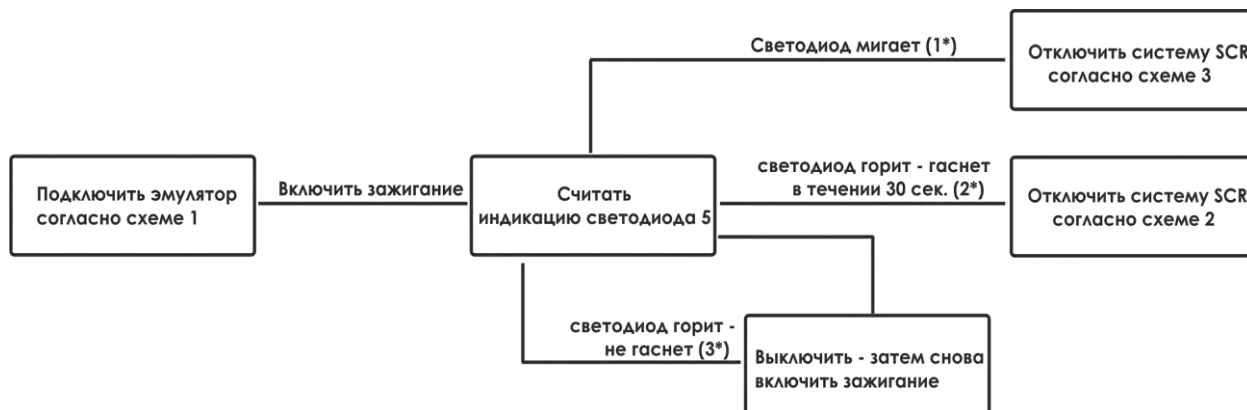 Светодиод мигает (1*)
Отключить систему SCR
согласно схеме 3
Подключить эмулятор
согласно схеме 1
Включить зажигание
Считать
индикацию светодиода 5
светодиод горит - гаснет
в течении 30 сек. (2*)
Отключить систему SCR
согласно схеме 2
светодиод горит -
не гаснет (3*)
Выключить - затем снова
включить зажигание